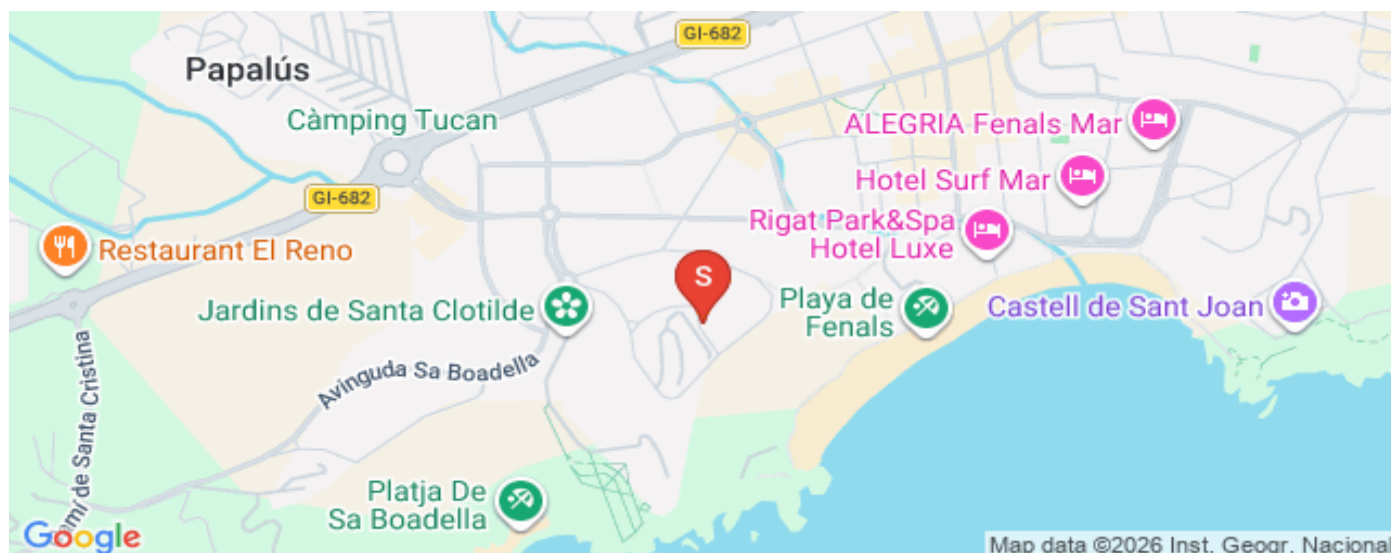 GI-682
Papalús
Càmping Tucan
ALEGRIA Fenals Mar
Hotel Surf Mar
GI-682
Rigat Park&Spa
Hotel Luxe
Restaurant El Reno
S
Jardins de Santa Clotilde
Playa de
Fenals
Castell de Sant Joan
Avinguda Sa Boadella
amí de Santa Cristina
Platja De
Sa Boadella
Google
Map data ©2026 Inst. Geogr. Nacional